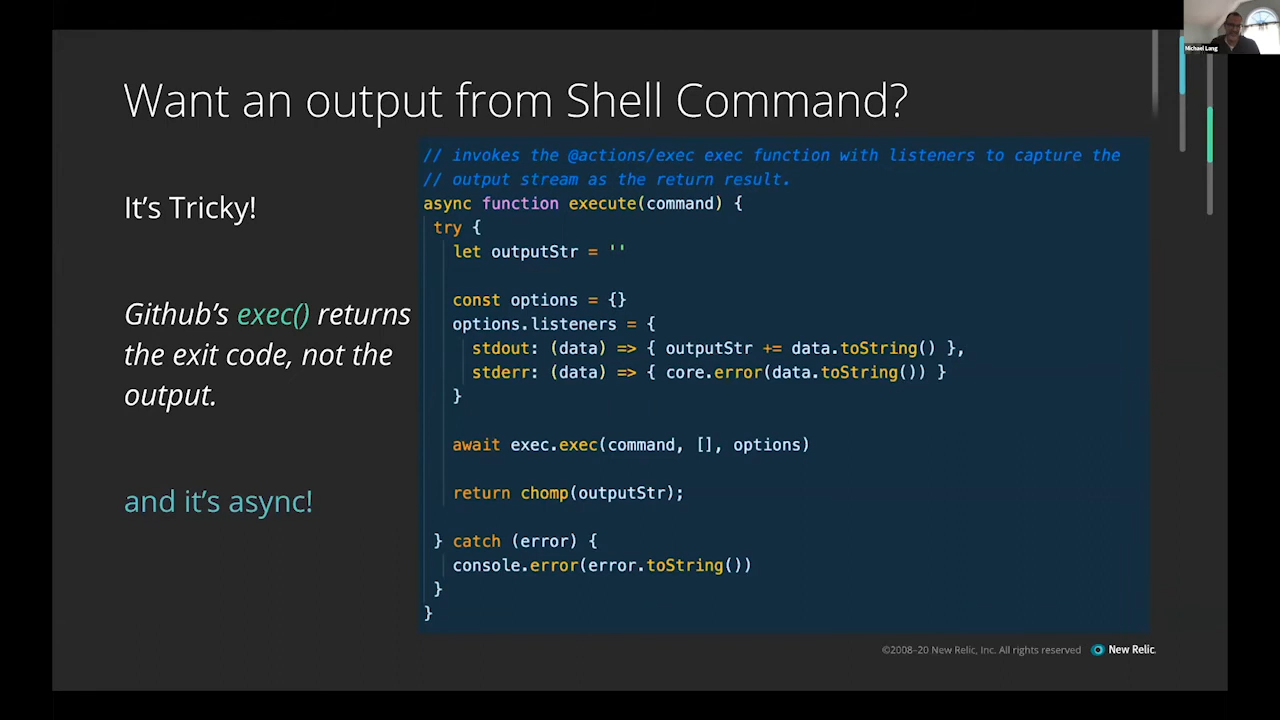 Michael Lang
Want an output from Shell Command?
It's Tricky!
Github's exec() returns
the exit code, not the
output.
and it's async!
// invokes the @actions/exec exec function with listeners to capture the
// output stream as the return result.
async function execute(command) {
try {
let outputStr = ''
const options = {}
options.listeners = {
stdout: (data) => { outputStr += data.toString() },
stderr: (data) => { core.error(data.toString()) }
}
await exec.exec(command, [], options)
return chomp(outputStr);
} catch (error) {
console.error(error.toString())
}
}
©2008–20 New Relic, Inc. All rights reserved
New Relic.